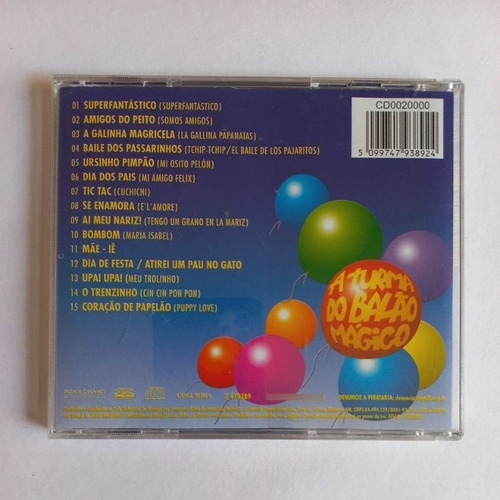 01 SUPERFANTÁSTICO (SUPERFANTASTICO)
02 AMIGOS DO PEITO (SOMOS AMIGOS)
03 A GALINHA MAGRICELA (LA GALLINA PAPANATAS)
04 BAILE DOS PASSARINHOS (TCHIP-TCHIP/EL BAILE DE LOS PAJARITOS)
05 URSINHO PIMPÃO (MI OSITO PELÓN)
06 DIA DOS PAIS (MI AMIGO FELIX)
07 TIC TAC (CUCHICHI)
08 SE ENAMORA (E'L'AMORE)
09 AI MEU NARIZ! (TENGO UN GRANO EN LA MARIZ)
10 BOMBOM (MARIA ISABEL)
11 MÃE - IÊ
12 DIA DE FESTA / ATIREI UM PAU NO GATO
13 UPA! UPA! (MEU TROLINHO)
14 O TRENZINHO (CIN CIN PON PON)
15 CORAÇÃO DE PAPELÃO (PUPPY LOVE)
CD0020000
5 099747 938924
A TURMA
DO BALÃO
MÁGICO
COLUMBIA
DENUNCIE A PIRATARIA: